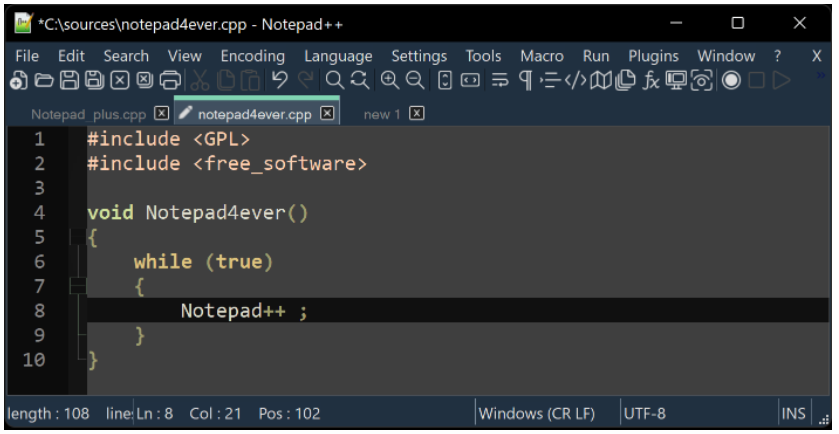 *C:\sources\notepad4ever.cpp - Notepad++
File Edit Search View Encoding Language Settings Tools Macro Run Plugins Window ? X
Notepad_plus.cpp notepad4ever.cpp new 1
1 #include <GPL>
2 #include <free_software>
3
4 void Notepad4ever()
5 {
6 while (true)
7 {
8 Notepad++ ;
9 }
10 }
length : 108 line Ln : 8 Col : 21 Pos : 102 Windows (CR LF) UTF-8 INS